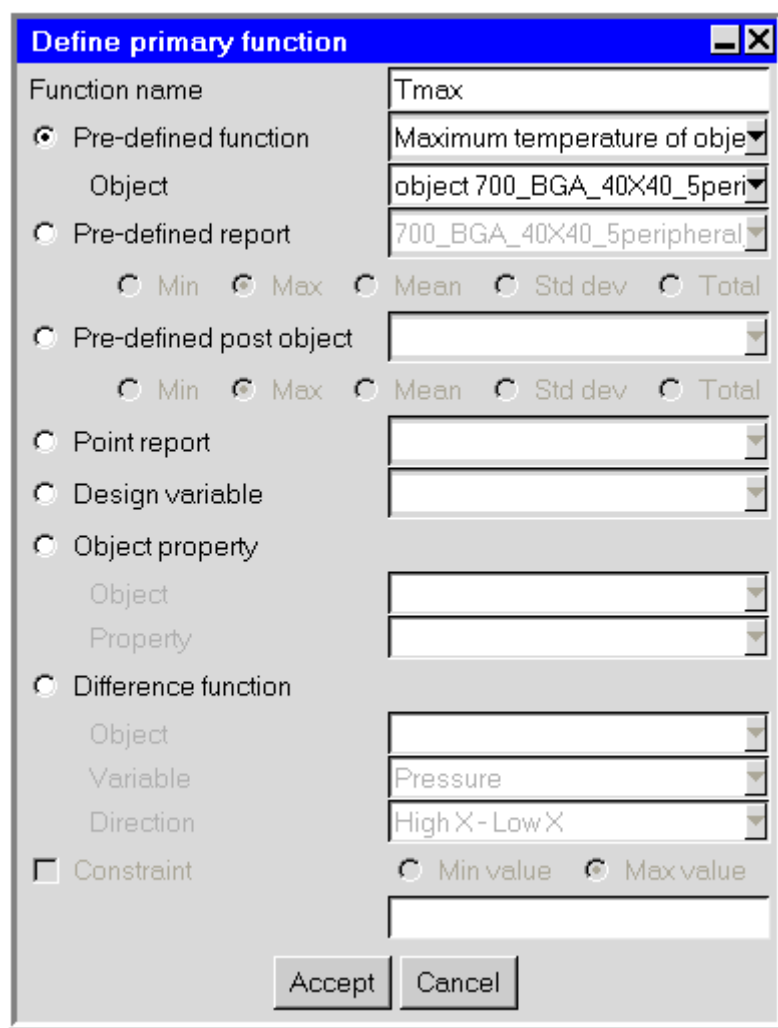 Define primary function
Function name Tmax
Pre-defined function Maximum temperature of obje
Object object 700_BGA_40X40_5peri
Pre-defined report 700_BGA_40X40_5peripheral_
Min Max Mean Std dev Total
Pre-defined post object
Min Max Mean Std dev Total
Point report
Design variable
Object property
Object
Property
Difference function
Object
Variable Pressure
Direction High X - Low X
Constraint Min value Max value
Accept Cancel